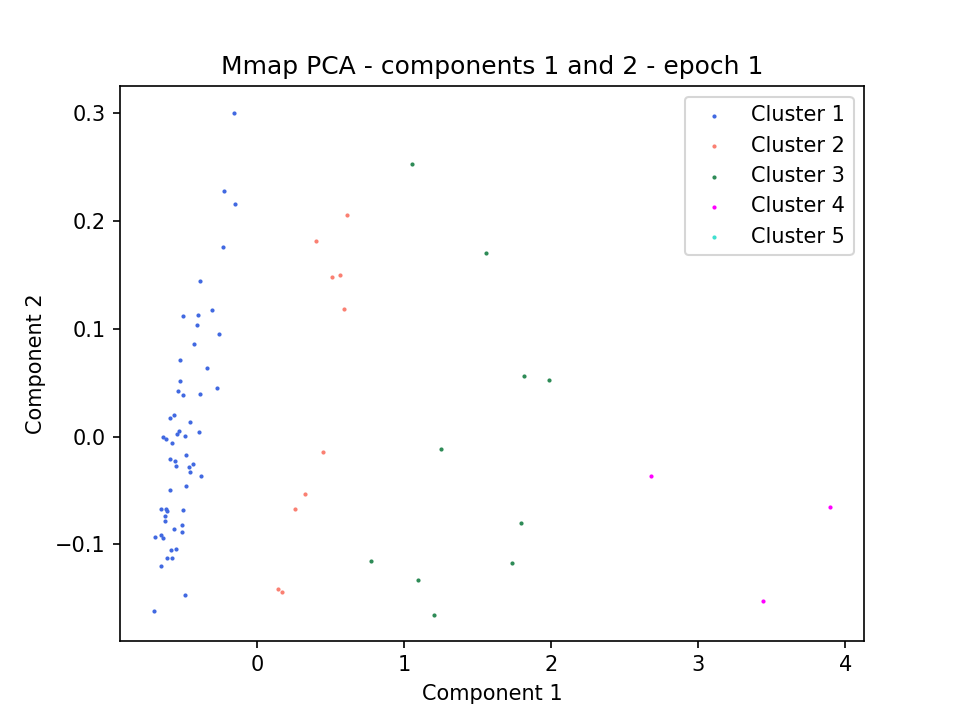 Mmap PCA - components 1 and 2 - epoch 1
Cluster 1
Cluster 2
Cluster 3
Cluster 4
Cluster 5
0.3
0.2
0.1
0.0
−0.1
Component 2
0 1 2 3 4
Component 1